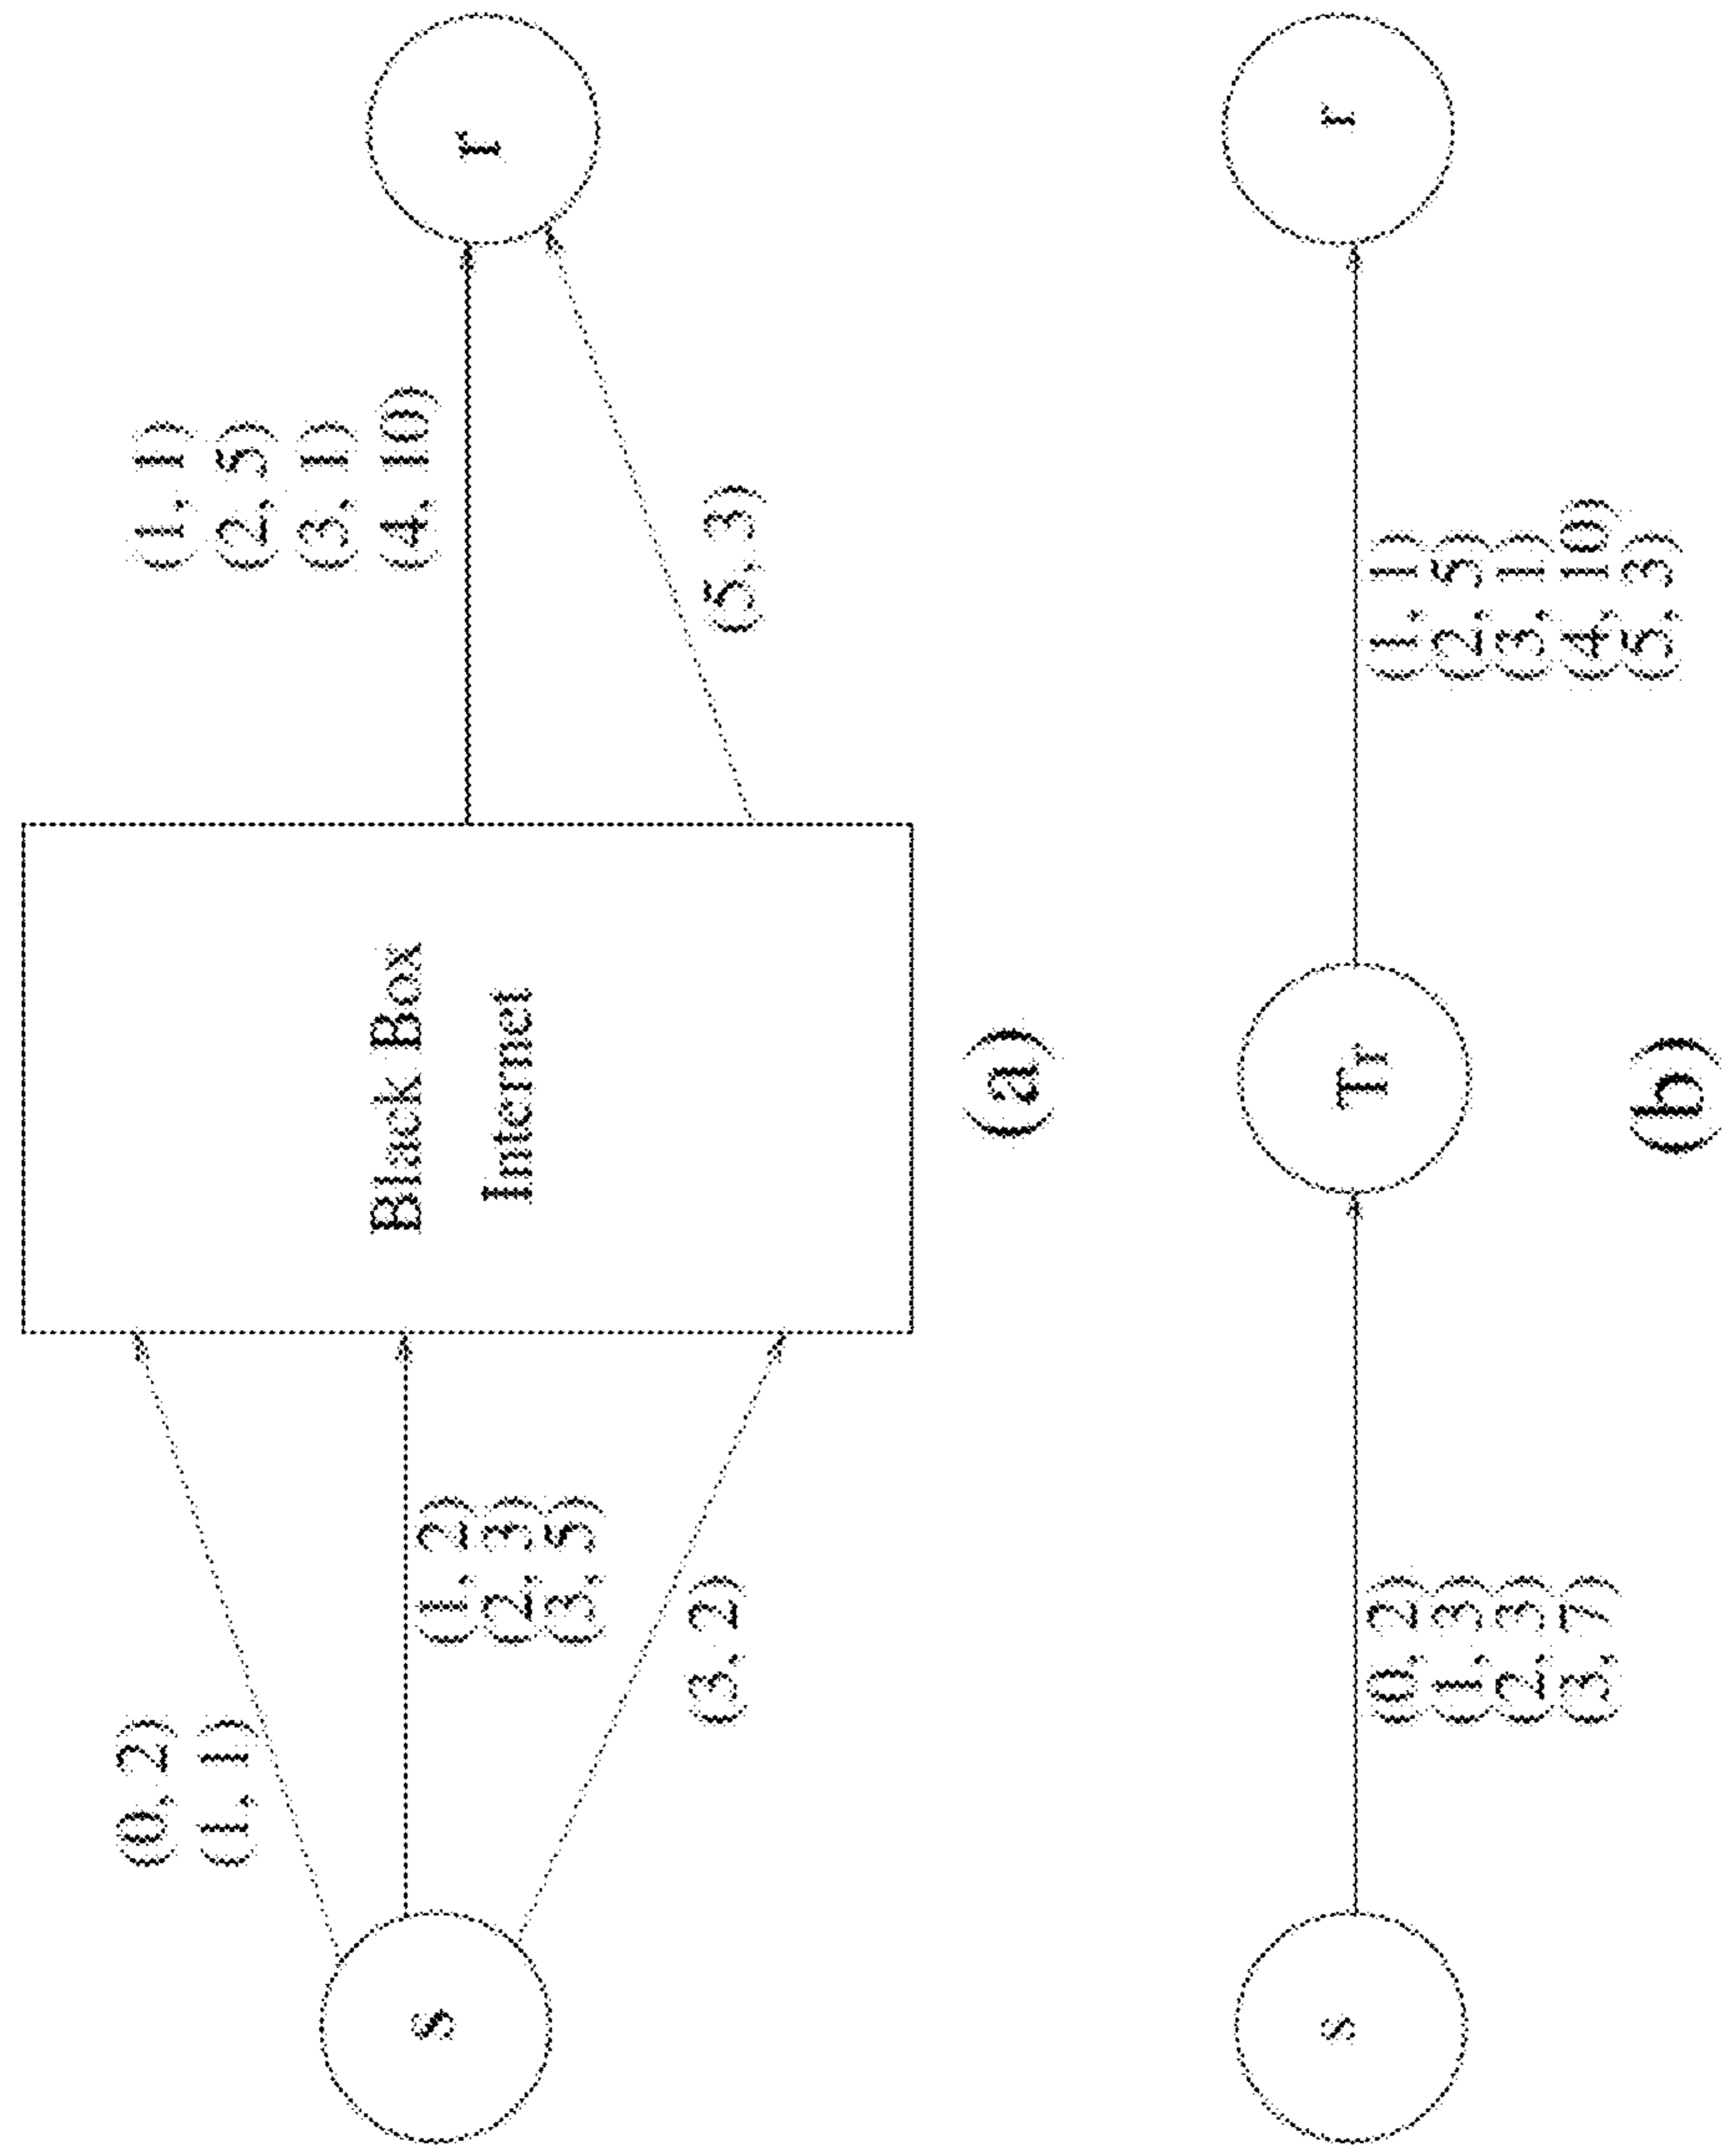 (0, 2)
(1, 1)
s
(1, 2)
(2, 3)
(3, 5)
(3, 2)
Black Box
Internet
(1, 1)
(2, 5)
(3, 1)
(4, 10)
(5, 3)
r
(a)
s
(0, 2)
(1, 3)
(2, 3)
(3, 7)
Tr
(1, 1)
(2, 5)
(3, 1)
(4, 10)
(5, 3)
r
(b)